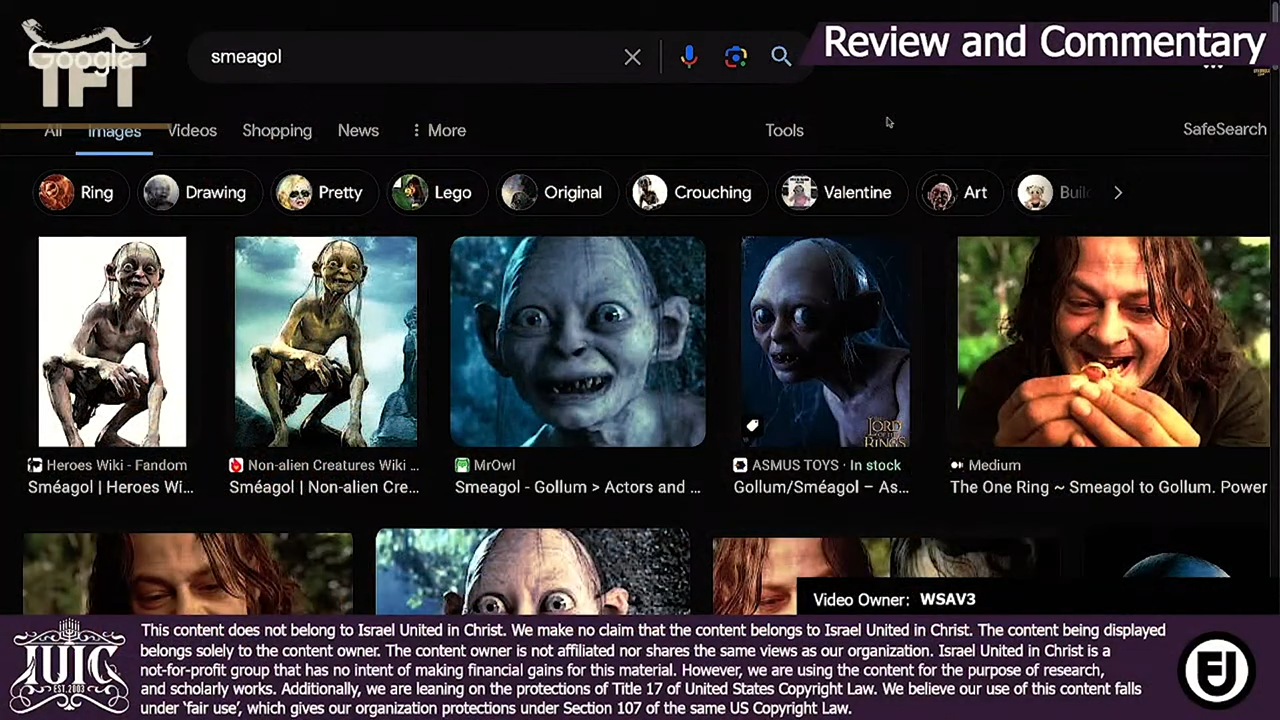 Review and Commentary
Google
TFT
smeagol
All Images Videos Shopping News More Tools SafeSearch
Ring Drawing Pretty Lego Original Crouching Valentine Art
Heroes Wiki - Fandom
Sméagol | Heroes Wi...
Non-alien Creatures Wiki ...
Sméagol | Non-alien Cre...
MrOwl
Smeagol - Gollum > Actors and ...
THE LORD OF THE RINGS
ASMUS TOYS · In stock
Gollum/Sméagol – As...
Medium
The One Ring ~ Smeagol to Gollum. Power
Video Owner: WSAV3
IUIC
EST. 2003
This content does not belong to Israel United in Christ. We make no claim that the content belongs to Israel United in Christ. The content being displayed
belongs solely to the content owner. The content owner is not affiliated nor shares the same views as our organization. Israel United in Christ is a
not-for-profit group that has no intent of making financial gains for this material. However, we are using the content for the purpose of research,
and scholarly works. Additionally, we are leaning on the protections of Title 17 of United States Copyright Law. We believe our use of this content falls
under 'fair use', which gives our organization protections under Section 107 of the same US Copyright Law.